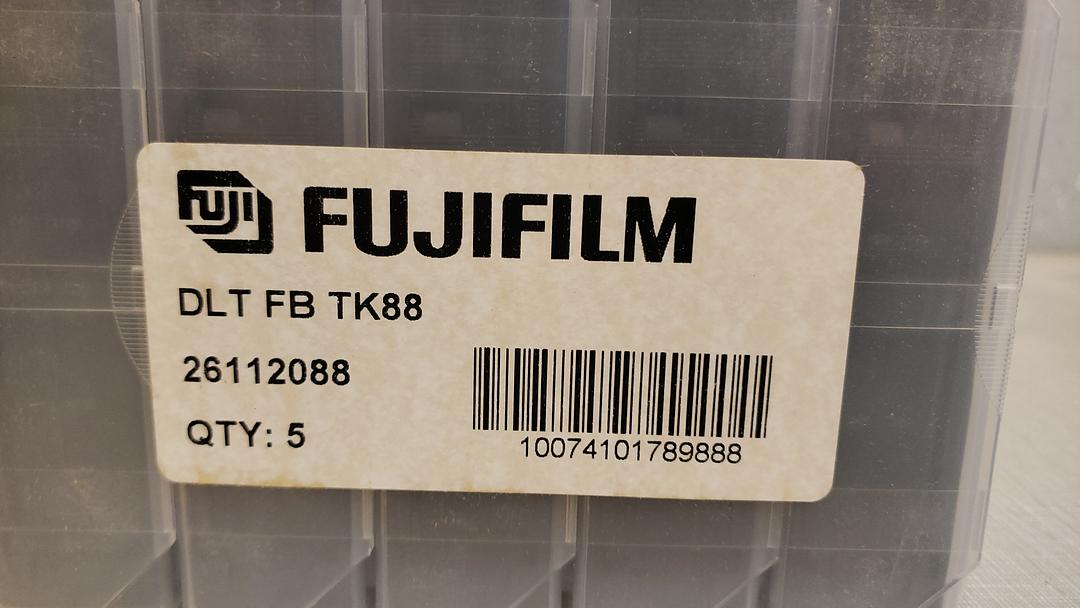 FUJI FUJIFILM
DLT FB TK88
26112088
QTY: 5
10074101789888